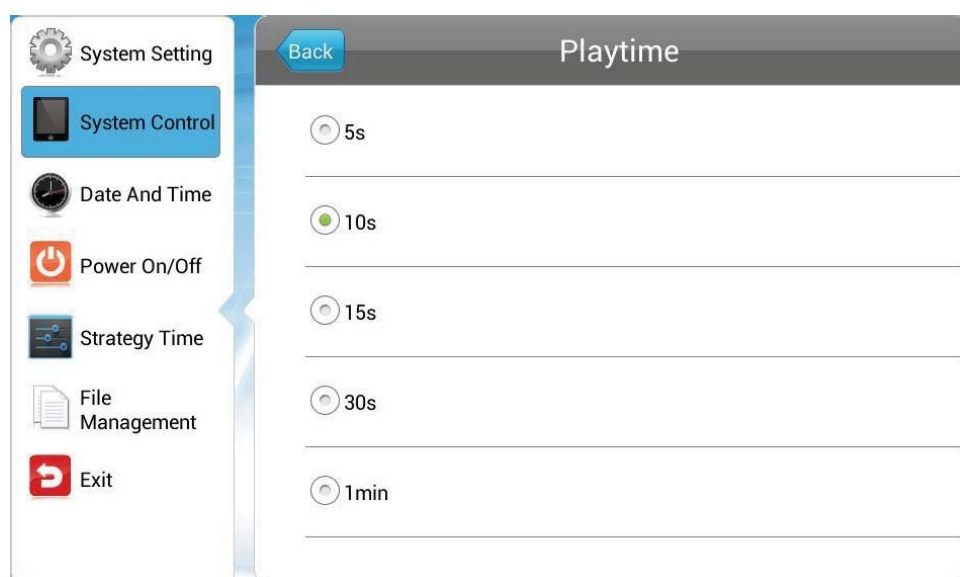 System Setting
System Control
Date And Time
Power On/Off
Strategy Time
File
Management
Exit
Back
Playtime
5s
10s
15s
30s
1min